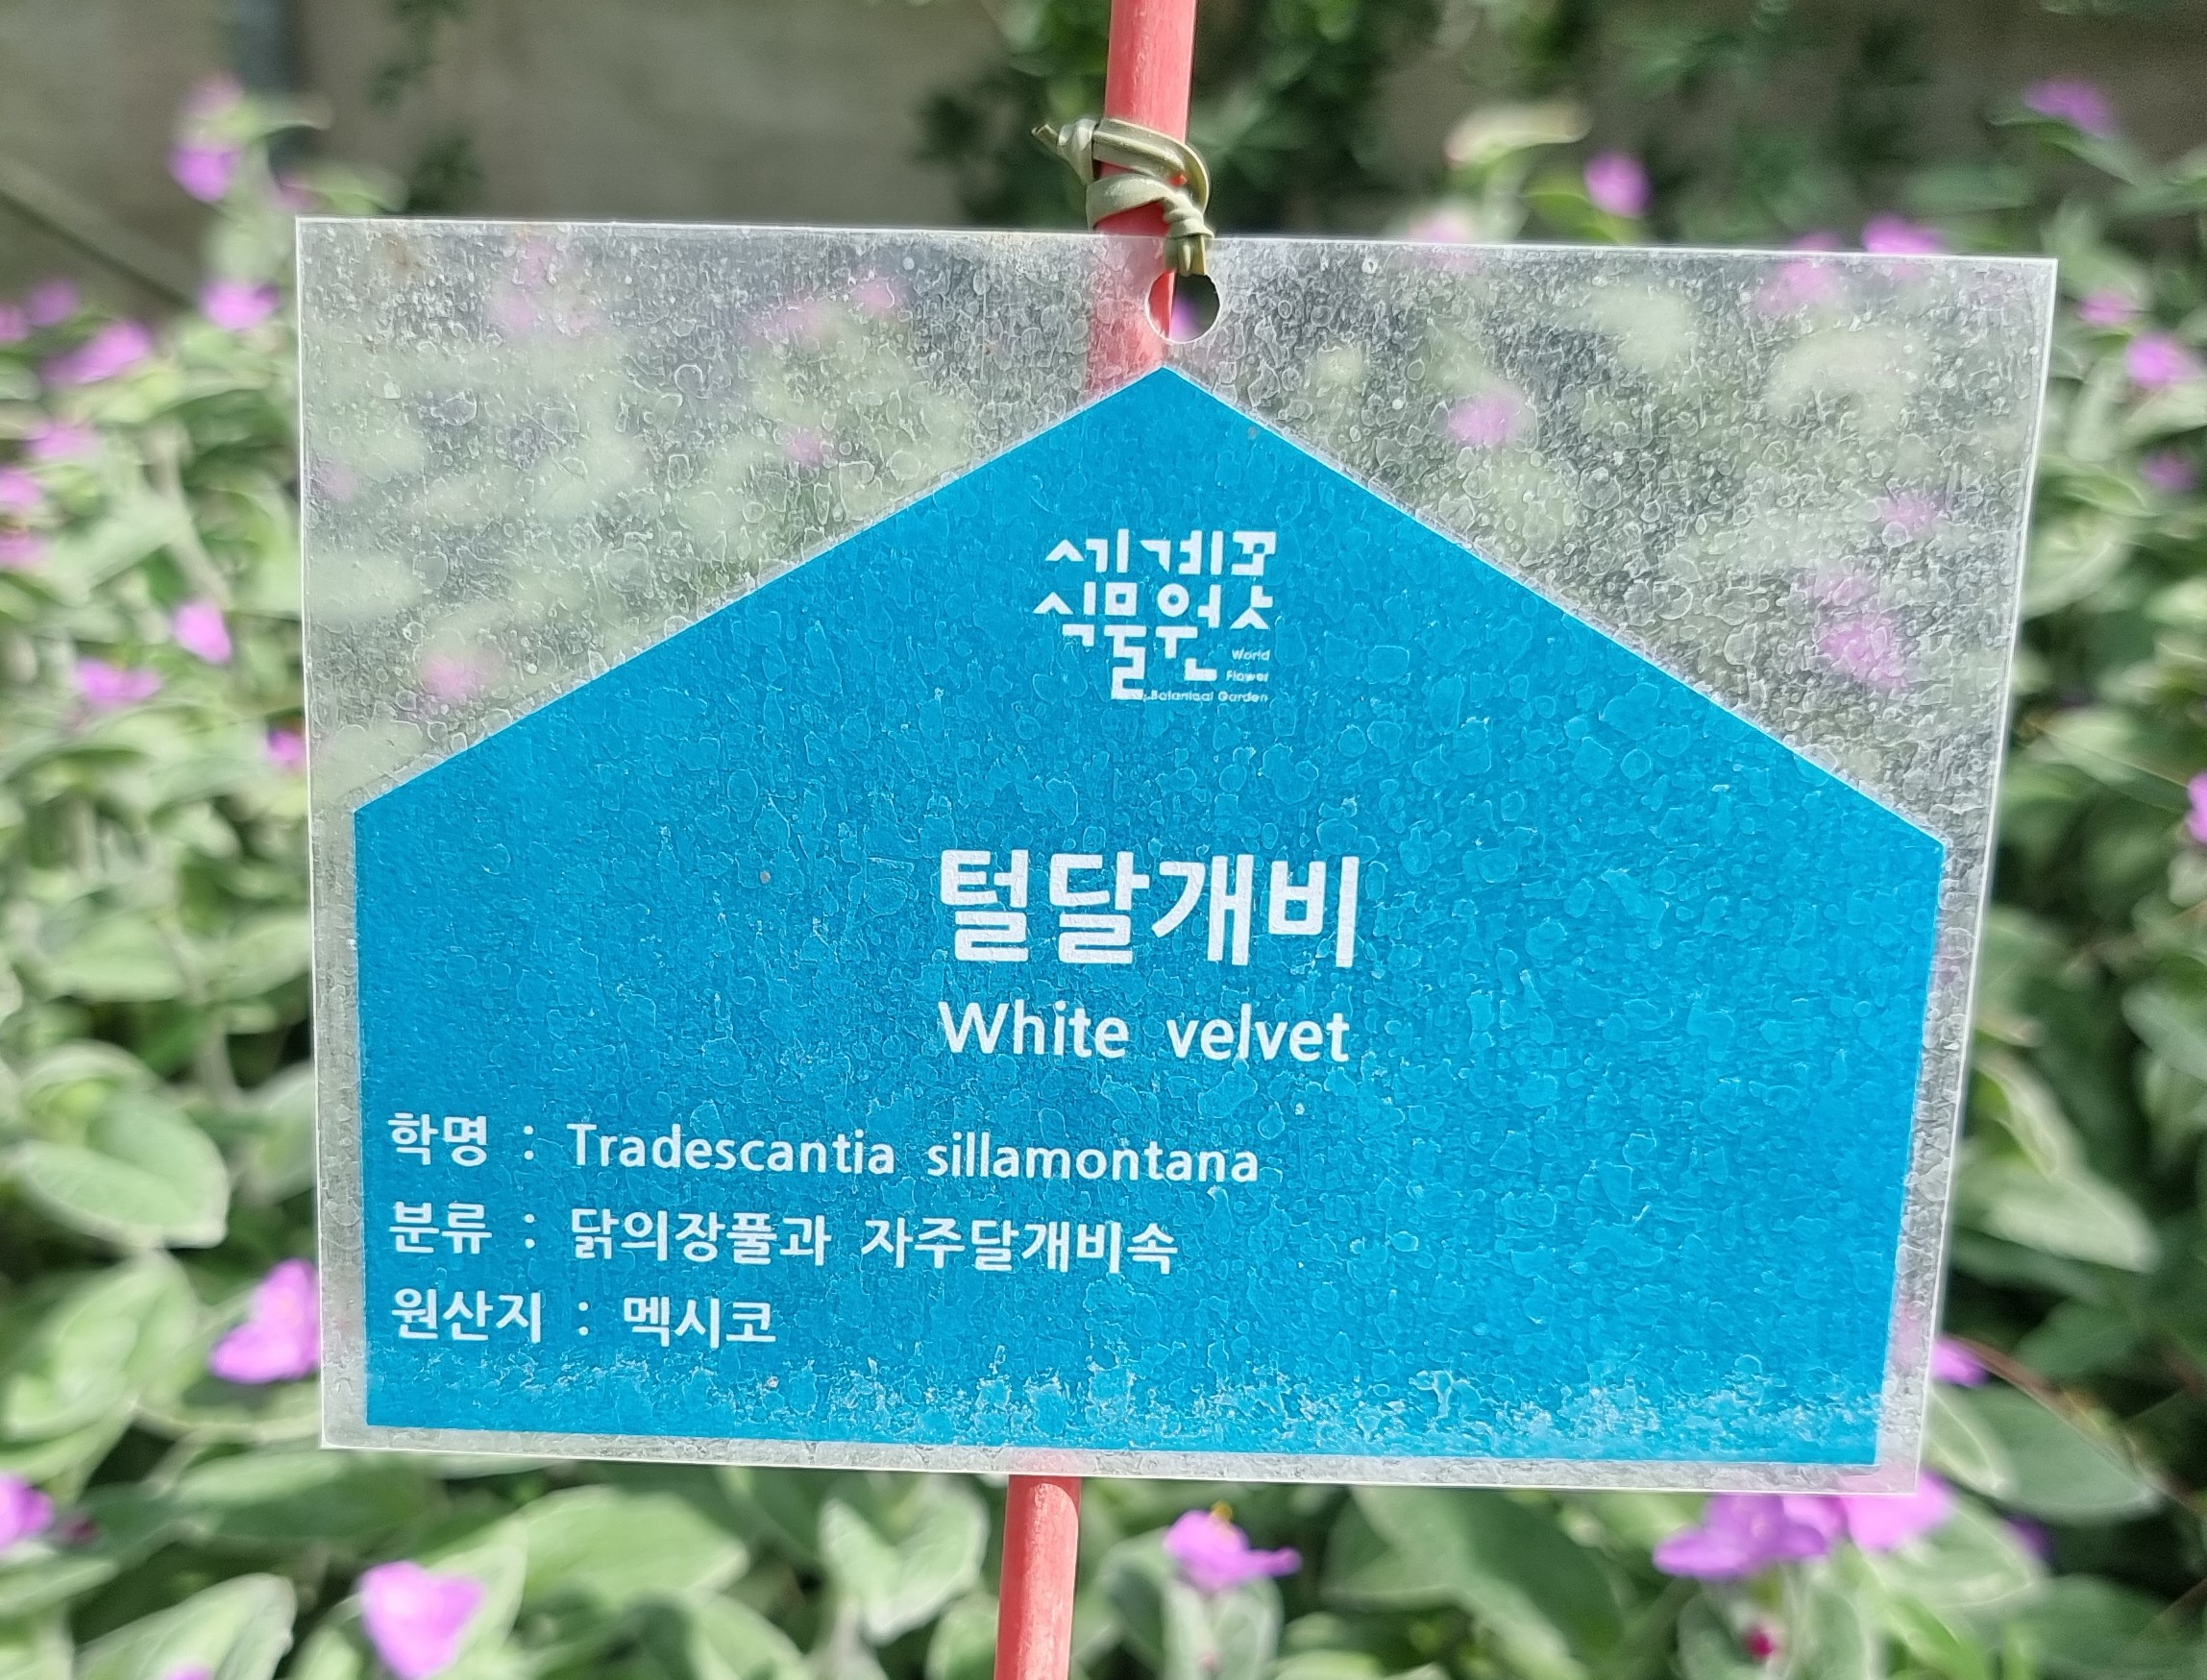 세계꽃
식물원
World
Flower
Botanical Garden
털달개비
White velvet
학명 : Tradescantia sillamontana
분류 : 닭의장풀과 자주달개비속
원산지 : 멕시코